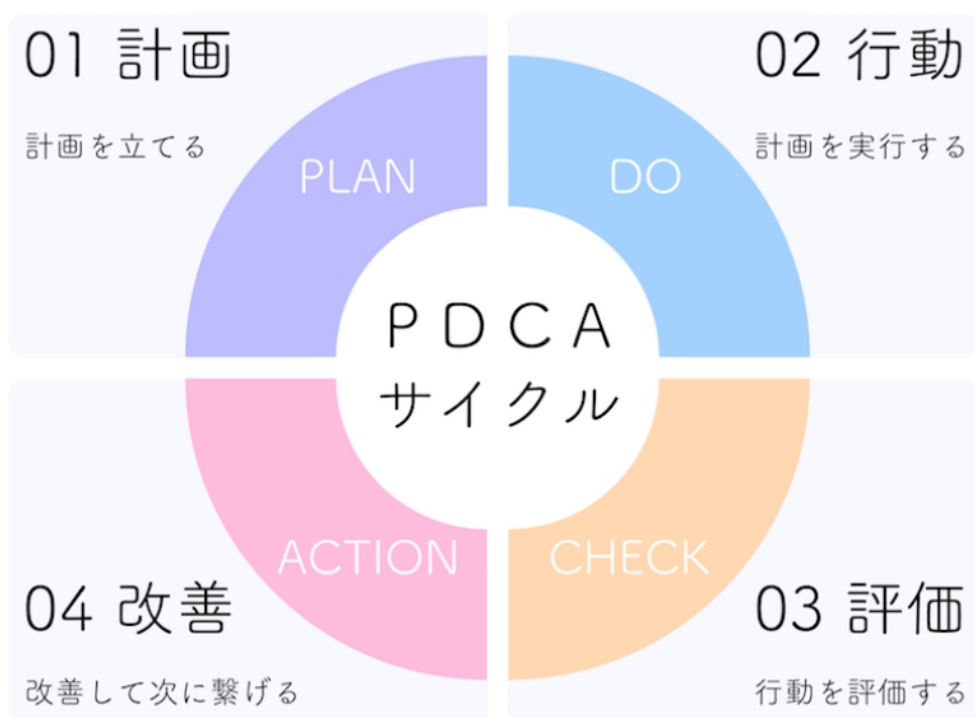 01 計画
計画を立てる
PLAN
02 行動
計画を実行する
DO
PDCA
サイクル
ACTION
04 改善
改善して次に繋げる
CHECK
03 評価
行動を評価する